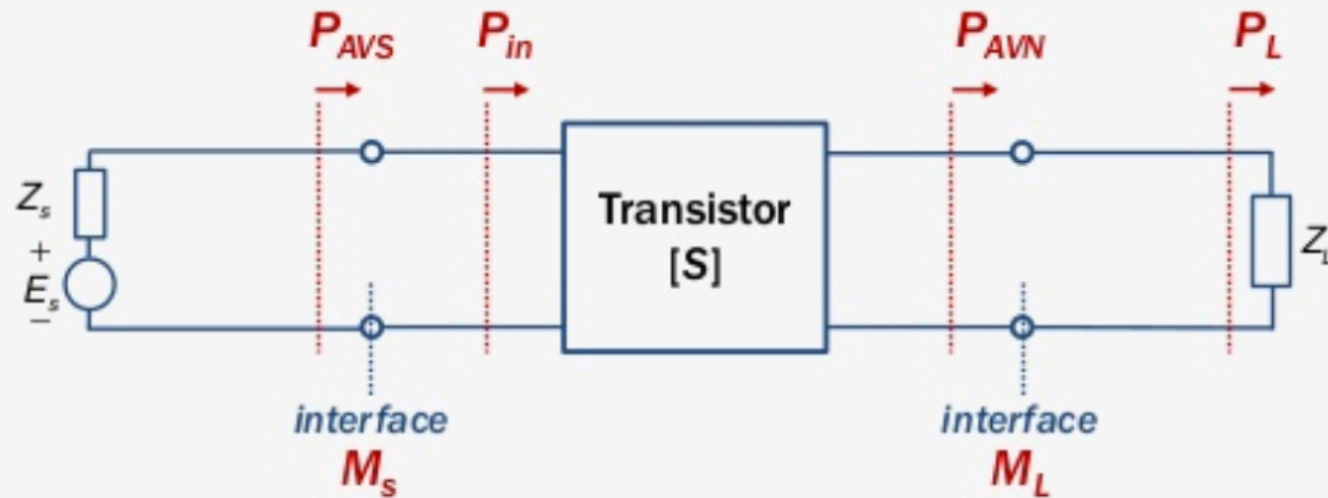 P_AVS
P_in
P_AVN
P_L
Z_s
+
E_s
−
Transistor
[S]
Z_L
interface
M_s
interface
M_L